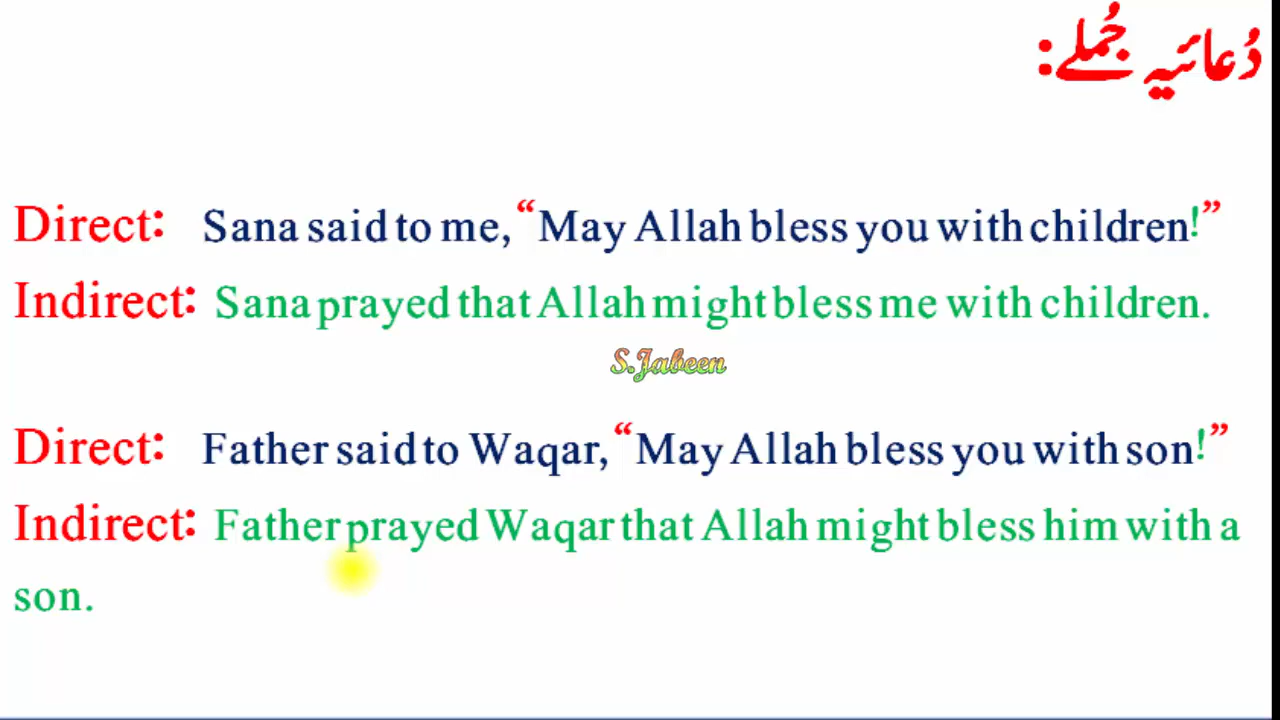 دُعائیہ جُملے:
Direct: Sana said to me, “May Allah bless you with children!”
Indirect: Sana prayed that Allah might bless me with children.
S.Jabeen
Direct: Father said to Waqar, “May Allah bless you with son!”
Indirect: Father prayed Waqar that Allah might bless him with a
son.